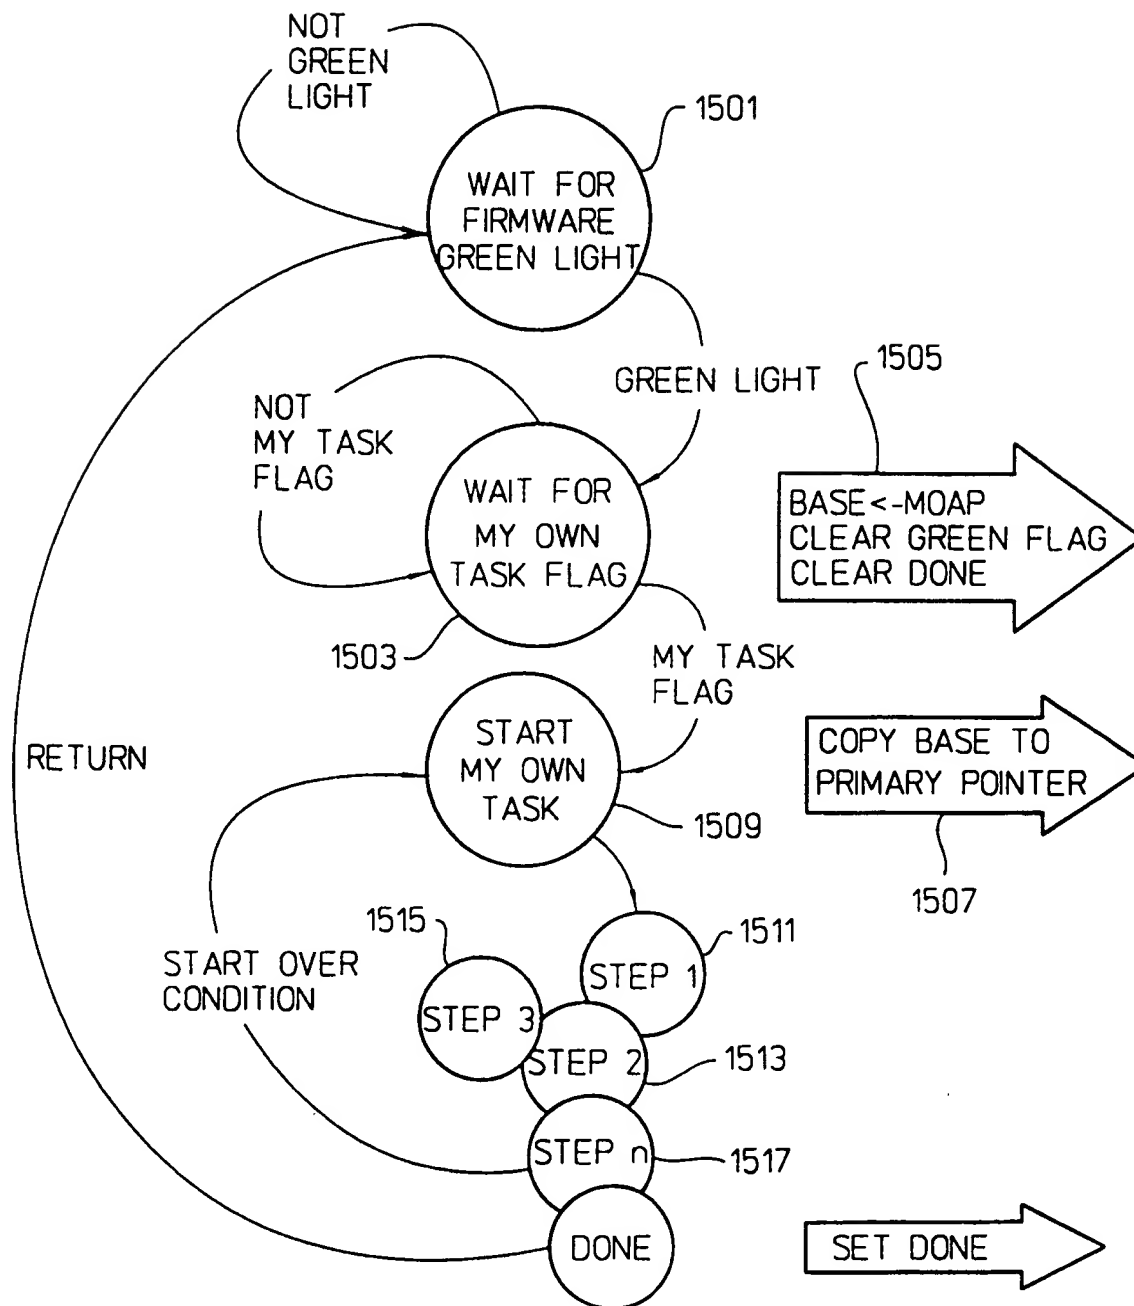 NOT
GREEN
LIGHT
1501
WAIT FOR
FIRMWARE
GREEN LIGHT
GREEN LIGHT
1505
NOT
MY TASK
FLAG
WAIT FOR
MY OWN
TASK FLAG
BASE<-MOAP
CLEAR GREEN FLAG
CLEAR DONE
1503
MY TASK
FLAG
START
MY OWN
TASK
COPY BASE TO
PRIMARY POINTER
RETURN
1509
1507
1515
1511
START OVER
CONDITION
STEP 1
STEP 3
STEP 2
1513
STEP n
1517
DONE
SET DONE